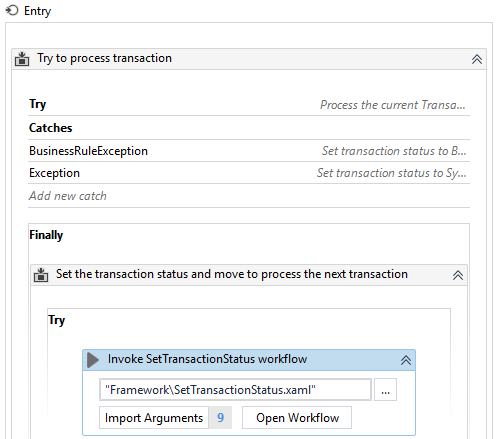 Entry
Try to process transaction
Try Process the current Transa...
Catches
BusinessRuleException Set transaction status to B...
Exception Set transaction status to Sy...
Add new catch
Finally
Set the transaction status and move to process the next transaction
Try
Invoke SetTransactionStatus workflow
"Framework\SetTransactionStatus.xaml" ...
Import Arguments 9 Open Workflow